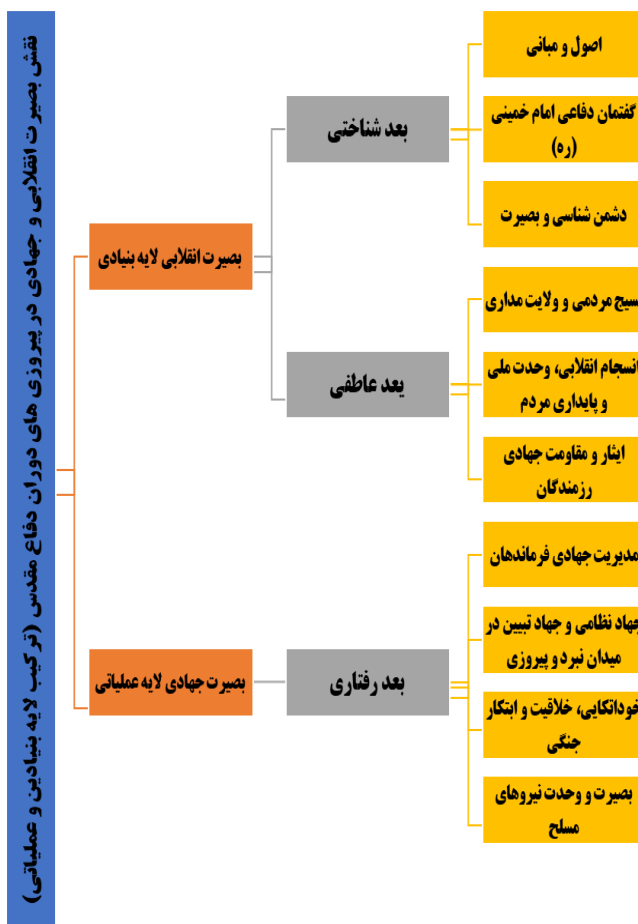 نقش بصیرت انقلابی و جهادی در پیروزی های دوران دفاع مقدس (ترکیب لایه بنیادین و عملیاتی)
بصیرت انقلابی لایه بنیادی
بعد شناختی
اصول و مبانی
گفتمان دفاعی امام خمینی
(ره)
دشمن شناسی و بصیرت
یعد عاطفی
سیج مردمی و ولایت مداری
انسجام انقلابی، وحدت ملی
و پایداری مردم
ایثار و مقاومت جهادی
رزمندگان
بصیرت جهادی لایه عملیاتی
بعد رفتاری
مدیریت جهادی فرماندهان
جهاد نظامی و جهاد تبیین در
میدان نبرد و پیروزی
خوداتکایی، خلاقیت و ابتکار
جنگی
بصیرت و وحدت نیروهای
مسلح